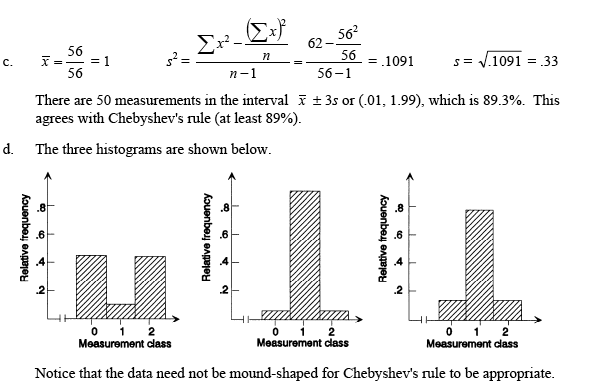 c. x̄ = 56/56 = 1 s² = (∑x² − (∑x)²/n)/(n−1) = (62 − 56²/56)/(56−1) = .1091 s = √.1091 = .33
There are 50 measurements in the interval x̄ ± 3s or (.01, 1.99), which is 89.3%. This
agrees with Chebyshev's rule (at least 89%).
d. The three histograms are shown below.
Relative frequency
.8
.6
.4
.2
0 1 2
Measurement class
Relative frequency
.8
.6
.4
.2
0 1 2
Measurement class
Relative frequency
.8
.6
.4
.2
0 1 2
Measurement class
Notice that the data need not be mound-shaped for Chebyshev's rule to be appropriate.